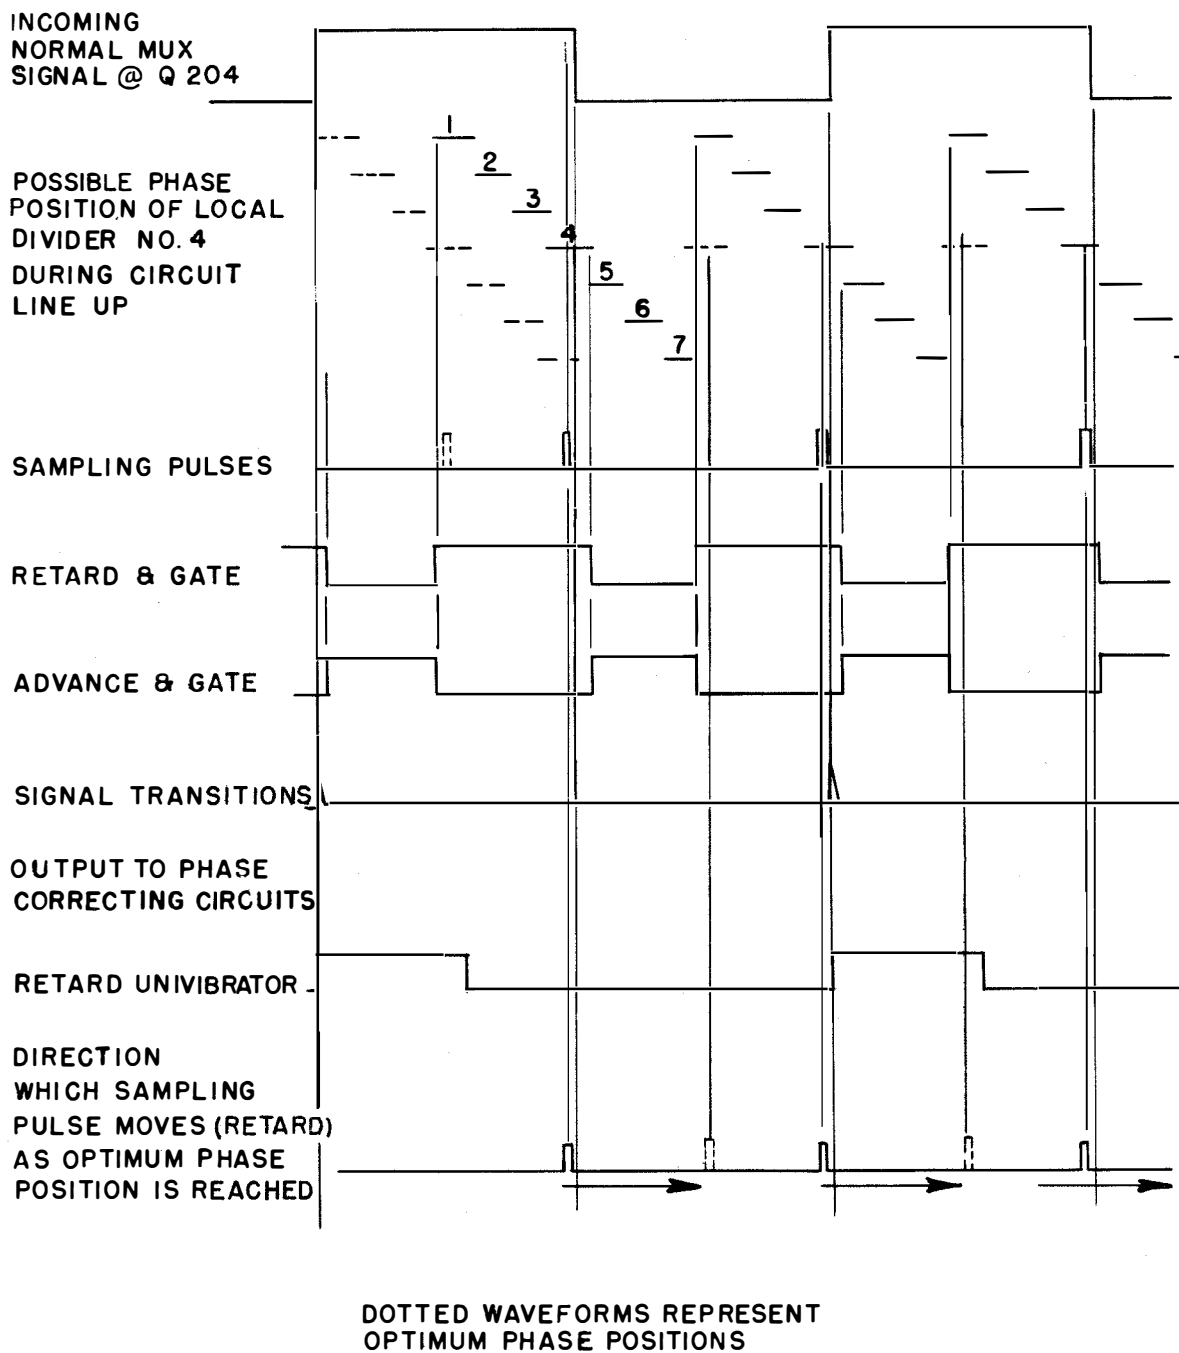 INCOMING
NORMAL MUX
SIGNAL @ Q 204
1
2
3
4
5
6
7
POSSIBLE PHASE
POSITION OF LOCAL
DIVIDER NO. 4
DURING CIRCUIT
LINE UP
SAMPLING PULSES
RETARD & GATE
ADVANCE & GATE
SIGNAL TRANSITIONS
OUTPUT TO PHASE
CORRECTING CIRCUITS
RETARD UNIVIBRATOR
DIRECTION
WHICH SAMPLING
PULSE MOVES (RETARD)
AS OPTIMUM PHASE
POSITION IS REACHED
DOTTED WAVEFORMS REPRESENT
OPTIMUM PHASE POSITIONS